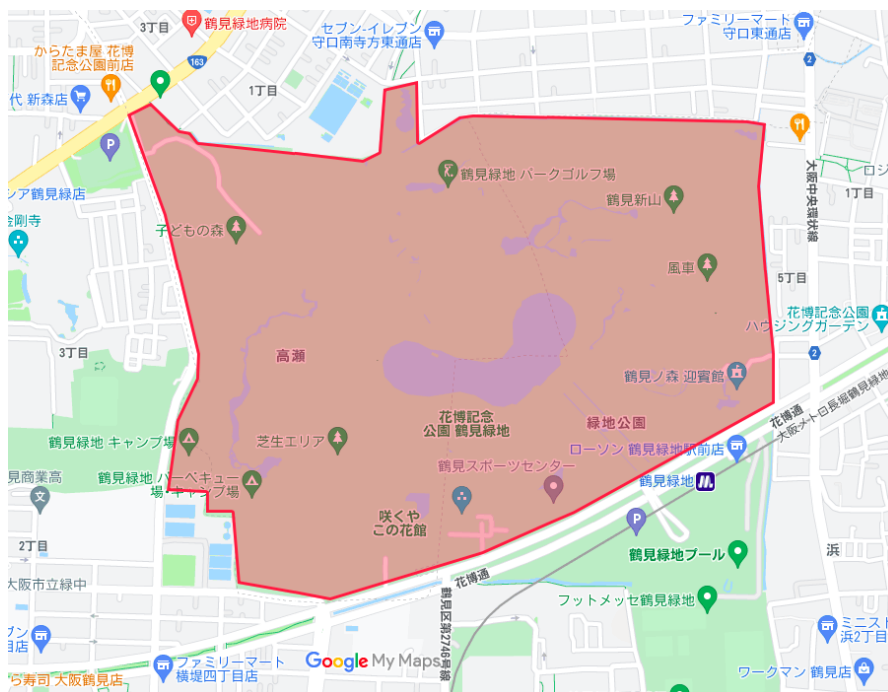 3丁目
鶴見緑地病院
セブン-イレブン
守口南寺方東通店
ファミリーマート
守口東通店
からたま屋 花博
記念公園前店
163
2
1丁目
代 新森店
P
鶴見緑地 パークゴルフ場
鶴見新山
大阪中央環状線
ロジ
1丁目
シア鶴見緑店
金剛寺
子どもの森
風車
5丁目
花博記念公園
ハウジングガーデン
3丁目
高瀬
2
鶴見ノ森 迎賓館
花博記念
公園 鶴見緑地
緑地公園
花博通
大阪メトロ長堀鶴見緑地
鶴見緑地 キャンプ場
芝生エリア
ローソン 鶴見緑地駅前店
見商業高
文
鶴見緑地 バーベキュー
場・キャンプ場
鶴見スポーツセンター
鶴見緑地
咲くや
この花館
P
2丁目
鶴見緑地プール
浜
大阪市立緑中
花博通
鶴見区第2746号線
フットメッセ鶴見緑地
ブン
店
ミニスト
浜2丁目
Google My Maps
ファミリーマート
横堤四丁目店
ら寿司 大阪鶴見店
ワークマン 鶴見店